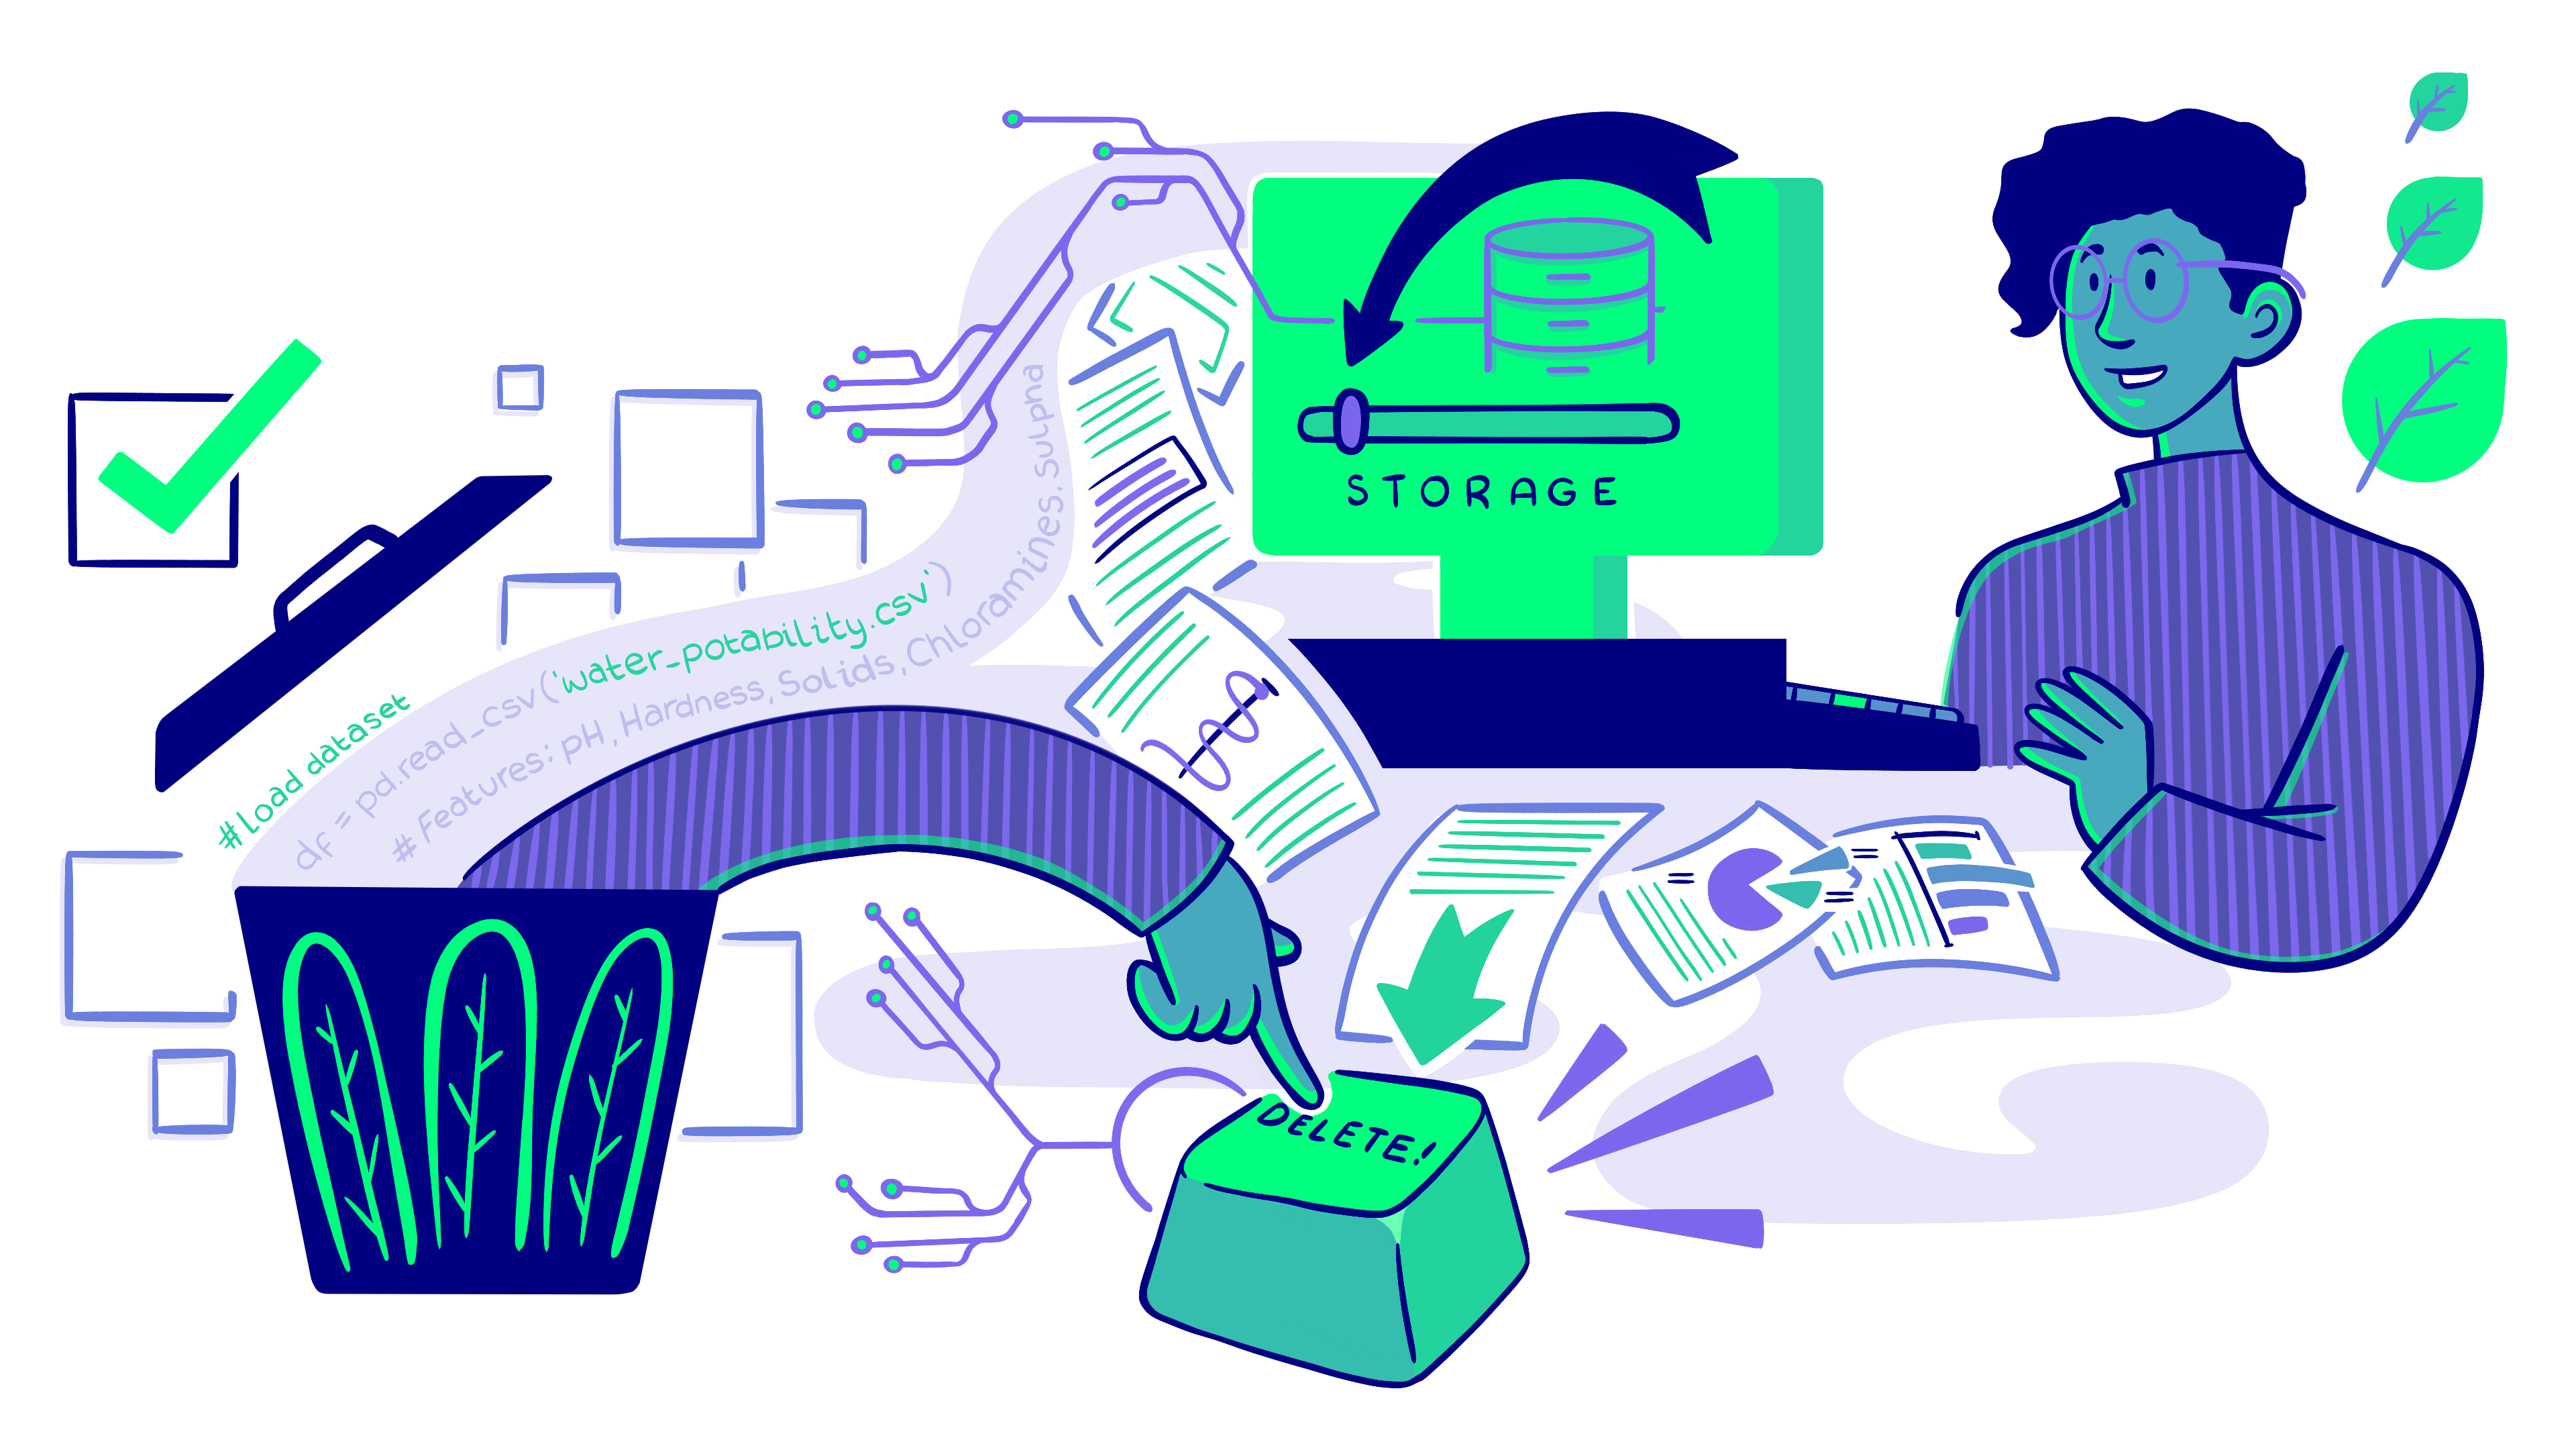 STORAGE
#load dataset
df = pd.read_csv('water_potability.csv')
# Features: pH, Hardness, Solids, Chloramines, Sulpha
DELETE!